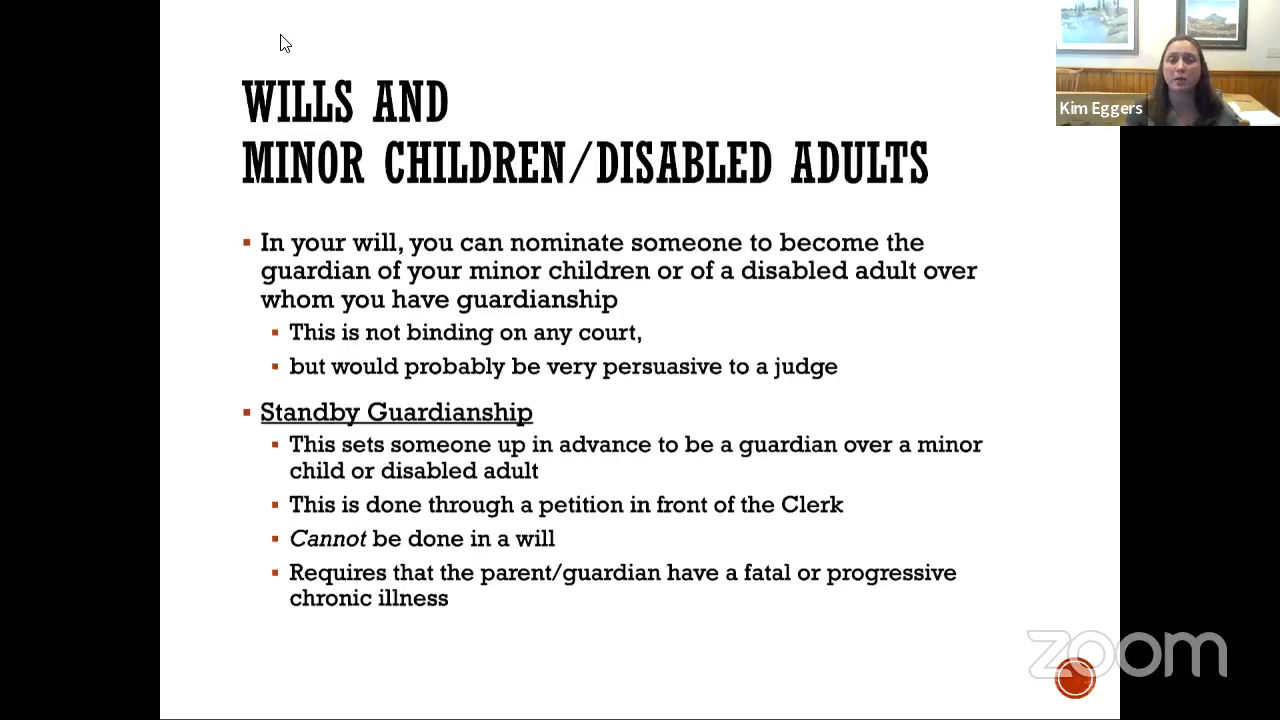 WILLS AND
MINOR CHILDREN/DISABLED ADULTS
Kim Eggers
▪ In your will, you can nominate someone to become the
guardian of your minor children or of a disabled adult over
whom you have guardianship
▪ This is not binding on any court,
▪ but would probably be very persuasive to a judge
▪ Standby Guardianship
▪ This sets someone up in advance to be a guardian over a minor
child or disabled adult
▪ This is done through a petition in front of the Clerk
▪ Cannot be done in a will
▪ Requires that the parent/guardian have a fatal or progressive
chronic illness
zoom